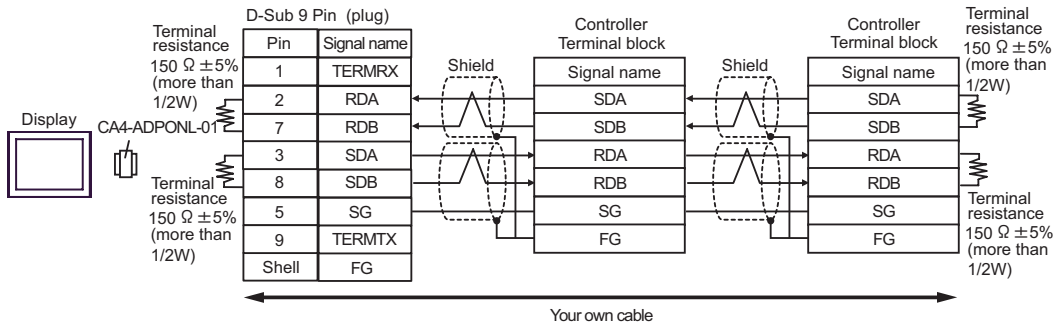 Display
CA4-ADPONL-01
Terminal
resistance
150 Ω ±5%
(more than
1/2W)
Terminal
resistance
150 Ω ±5%
(more than
1/2W)
D-Sub 9 Pin (plug)
Pin Signal name
1 TERMRX
2 RDA
7 RDB
3 SDA
8 SDB
5 SG
9 TERMTX
Shell FG
Shield
Controller
Terminal block
Signal name
SDA
SDB
RDA
RDB
SG
FG
Shield
Controller
Terminal block
Signal name
SDA
SDB
RDA
RDB
SG
FG
Terminal
resistance
150 Ω ±5%
(more than
1/2W)
Terminal
resistance
150 Ω ±5%
(more than
1/2W)
Your own cable